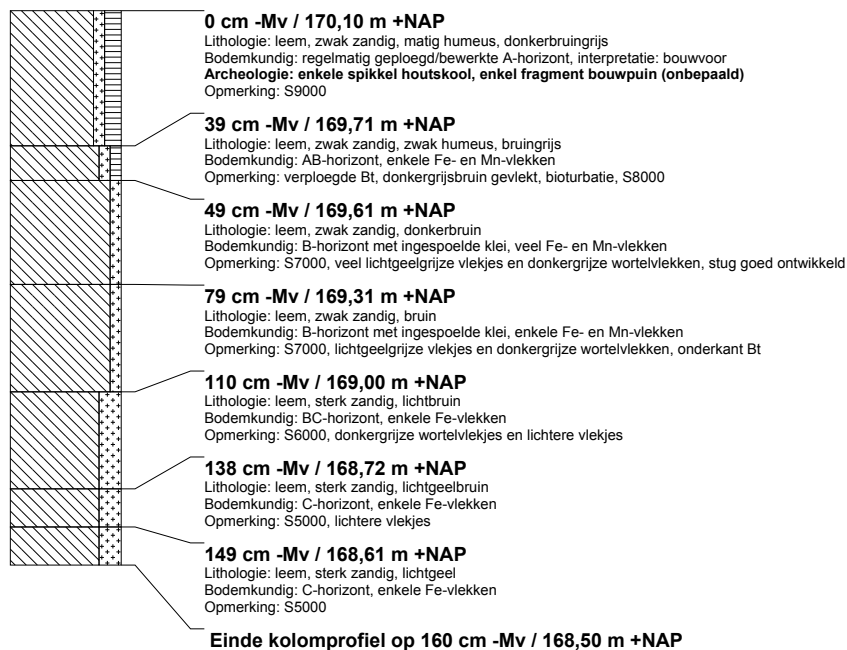 0 cm -Mv / 170,10 m +NAP
Lithologie: leem, zwak zandig, matig humeus, donkerbruingrijs
Bodemkundig: regelmatig geploegd/bewerkte A-horizont, interpretatie: bouwvoor
Archeologie: enkele spikkel houtskool, enkel fragment bouwpuin (onbepaald)
Opmerking: S9000
39 cm -Mv / 169,71 m +NAP
Lithologie: leem, zwak zandig, zwak humeus, bruingrijs
Bodemkundig: AB-horizont, enkele Fe- en Mn-vlekken
Opmerking: verploegde Bt, donkergrijsbruin gevlekt, bioturbatie, S8000
49 cm -Mv / 169,61 m +NAP
Lithologie: leem, zwak zandig, donkerbruin
Bodemkundig: B-horizont met ingespoelde klei, veel Fe- en Mn-vlekken
Opmerking: S7000, veel lichtgeelgrijze vlekjes en donkergrijze wortelvlekken, stug goed ontwikkeld
79 cm -Mv / 169,31 m +NAP
Lithologie: leem, zwak zandig, bruin
Bodemkundig: B-horizont met ingespoelde klei, enkele Fe- en Mn-vlekken
Opmerking: S7000, lichtgeelgrijze vlekjes en donkergrijze wortelvlekken, onderkant Bt
110 cm -Mv / 169,00 m +NAP
Lithologie: leem, sterk zandig, lichtbruin
Bodemkundig: BC-horizont, enkele Fe-vlekken
Opmerking: S6000, donkergrijze wortelvlekjes en lichtere vlekjes
138 cm -Mv / 168,72 m +NAP
Lithologie: leem, sterk zandig, lichtgeelbruin
Bodemkundig: C-horizont, enkele Fe-vlekken
Opmerking: S5000, lichtere vlekjes
149 cm -Mv / 168,61 m +NAP
Lithologie: leem, sterk zandig, lichtgeel
Bodemkundig: C-horizont, enkele Fe-vlekken
Opmerking: S5000
Einde kolomprofiel op 160 cm -Mv / 168,50 m +NAP